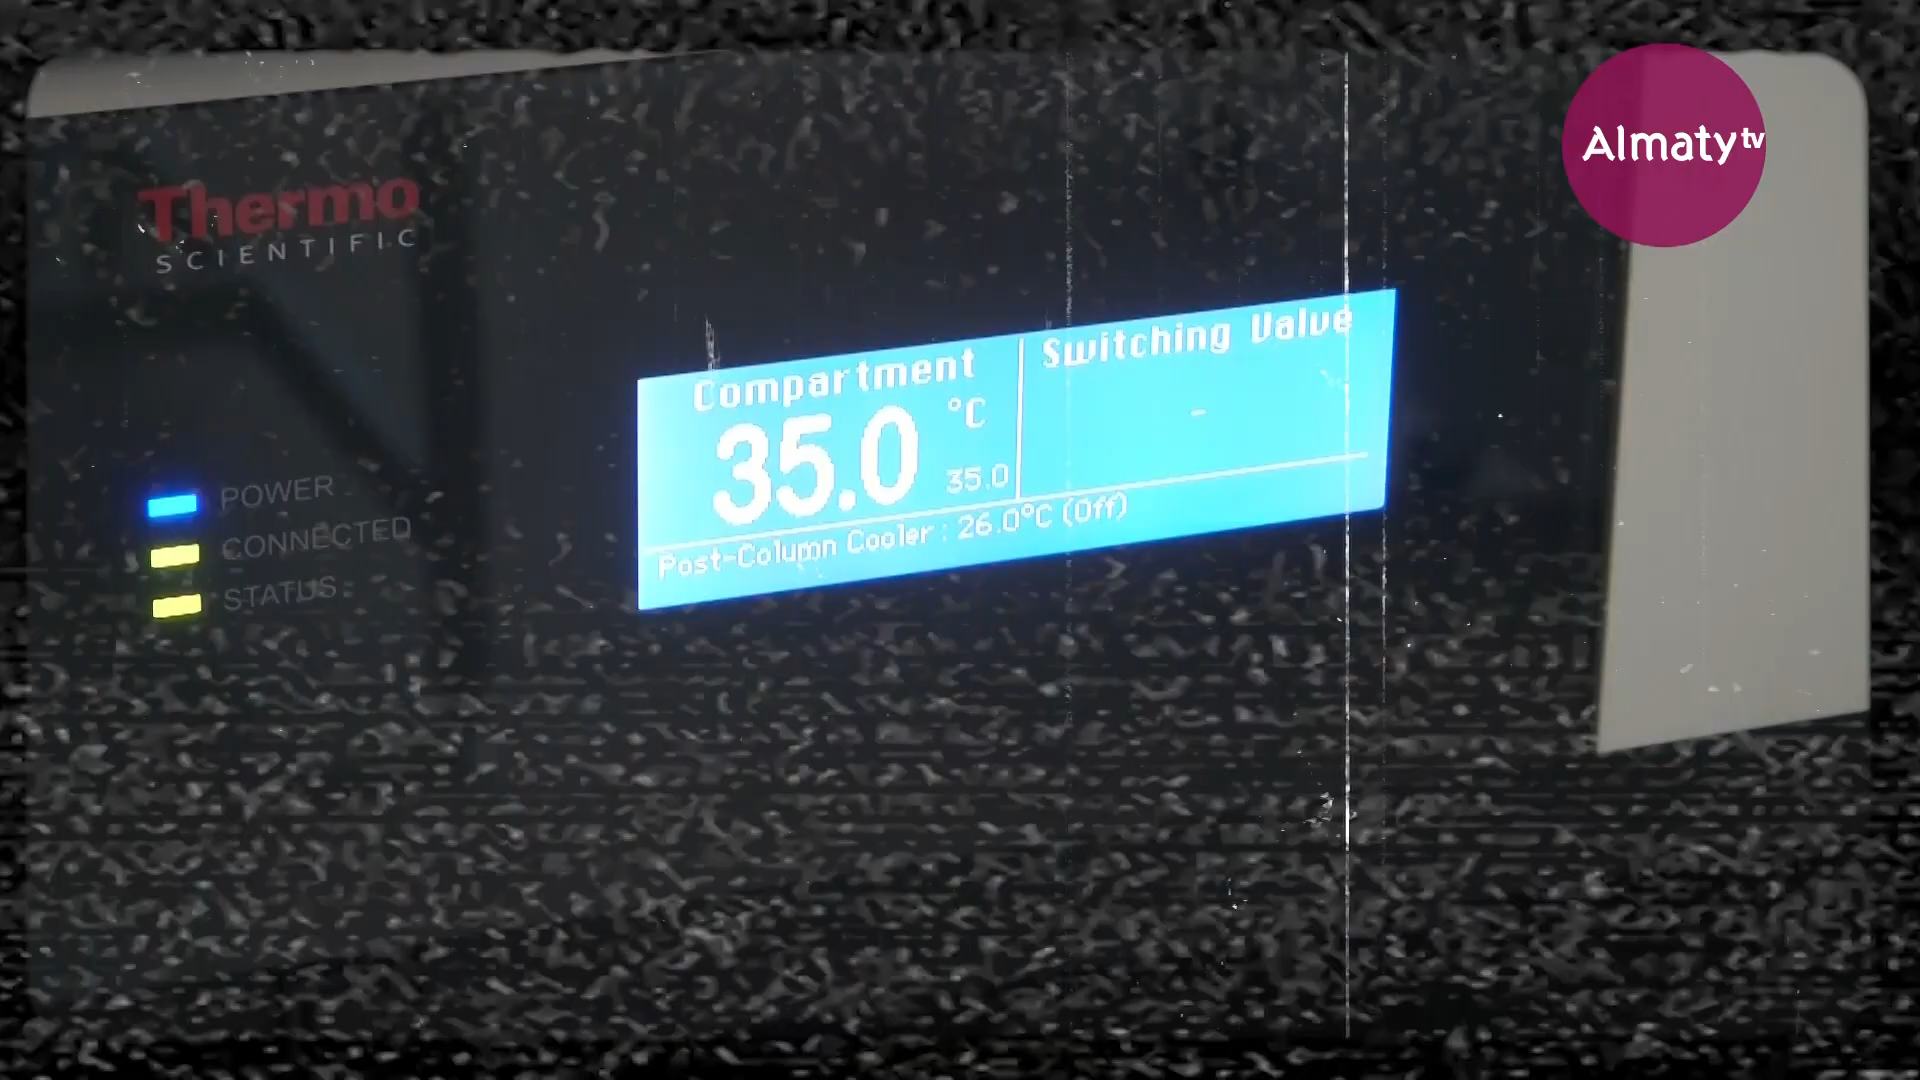 Almaty tv
Thermo
SCIENTIFIC
Compartment
35.0 °C
35.0
Switching Valve
-
Post-Column Cooler : 26.0°C (Off)
POWER
CONNECTED
STATUS